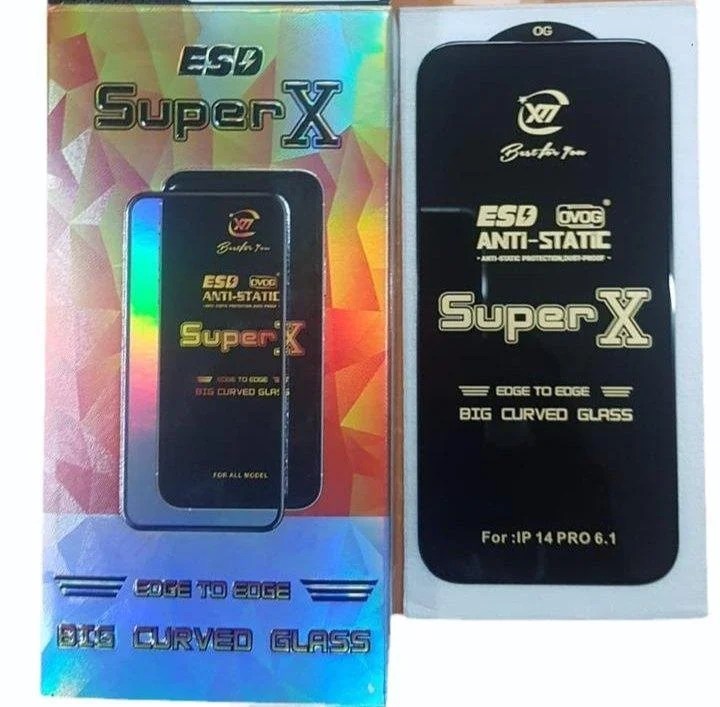 ESD
Super X
XTI
Best for You
ESD OVOG
ANTI-STATIC
Super X
EDGE TO EDGE
BIG CURVED GLASS
FOR ALL MODEL
EDGE TO EDGE
BIG CURVED GLASS
OG
Best for You
ESD OVOG®
ANTI-STATIC
- ANTI-STATIC PROTECTION,DUST-PROOF -
Super X
EDGE TO EDGE
BIG CURVED GLASS
For :IP 14 PRO 6.1